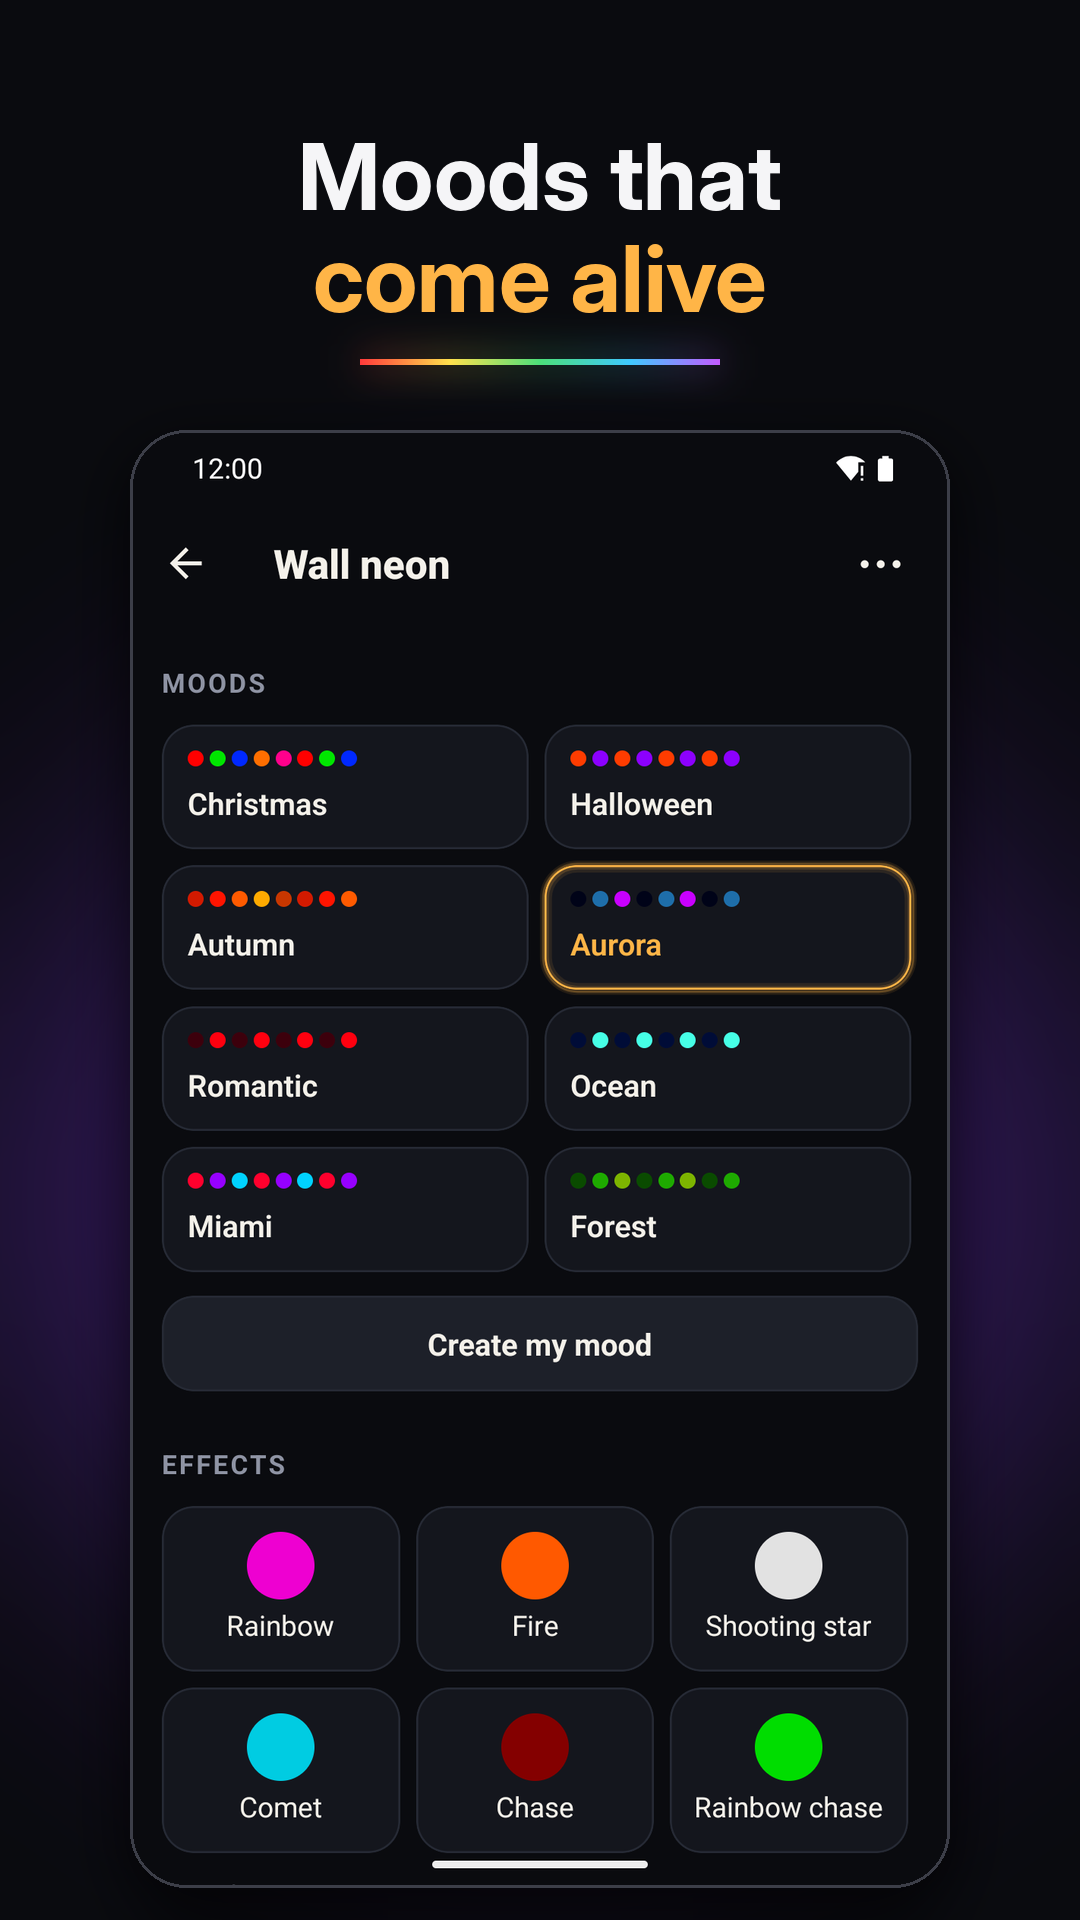 Moods that
come alive
12:00
Wall neon
MOODS
Christmas
Halloween
Autumn
Aurora
Romantic
Ocean
Miami
Forest
Create my mood
EFFECTS
Rainbow
Fire
Shooting star
Comet
Chase
Rainbow chase